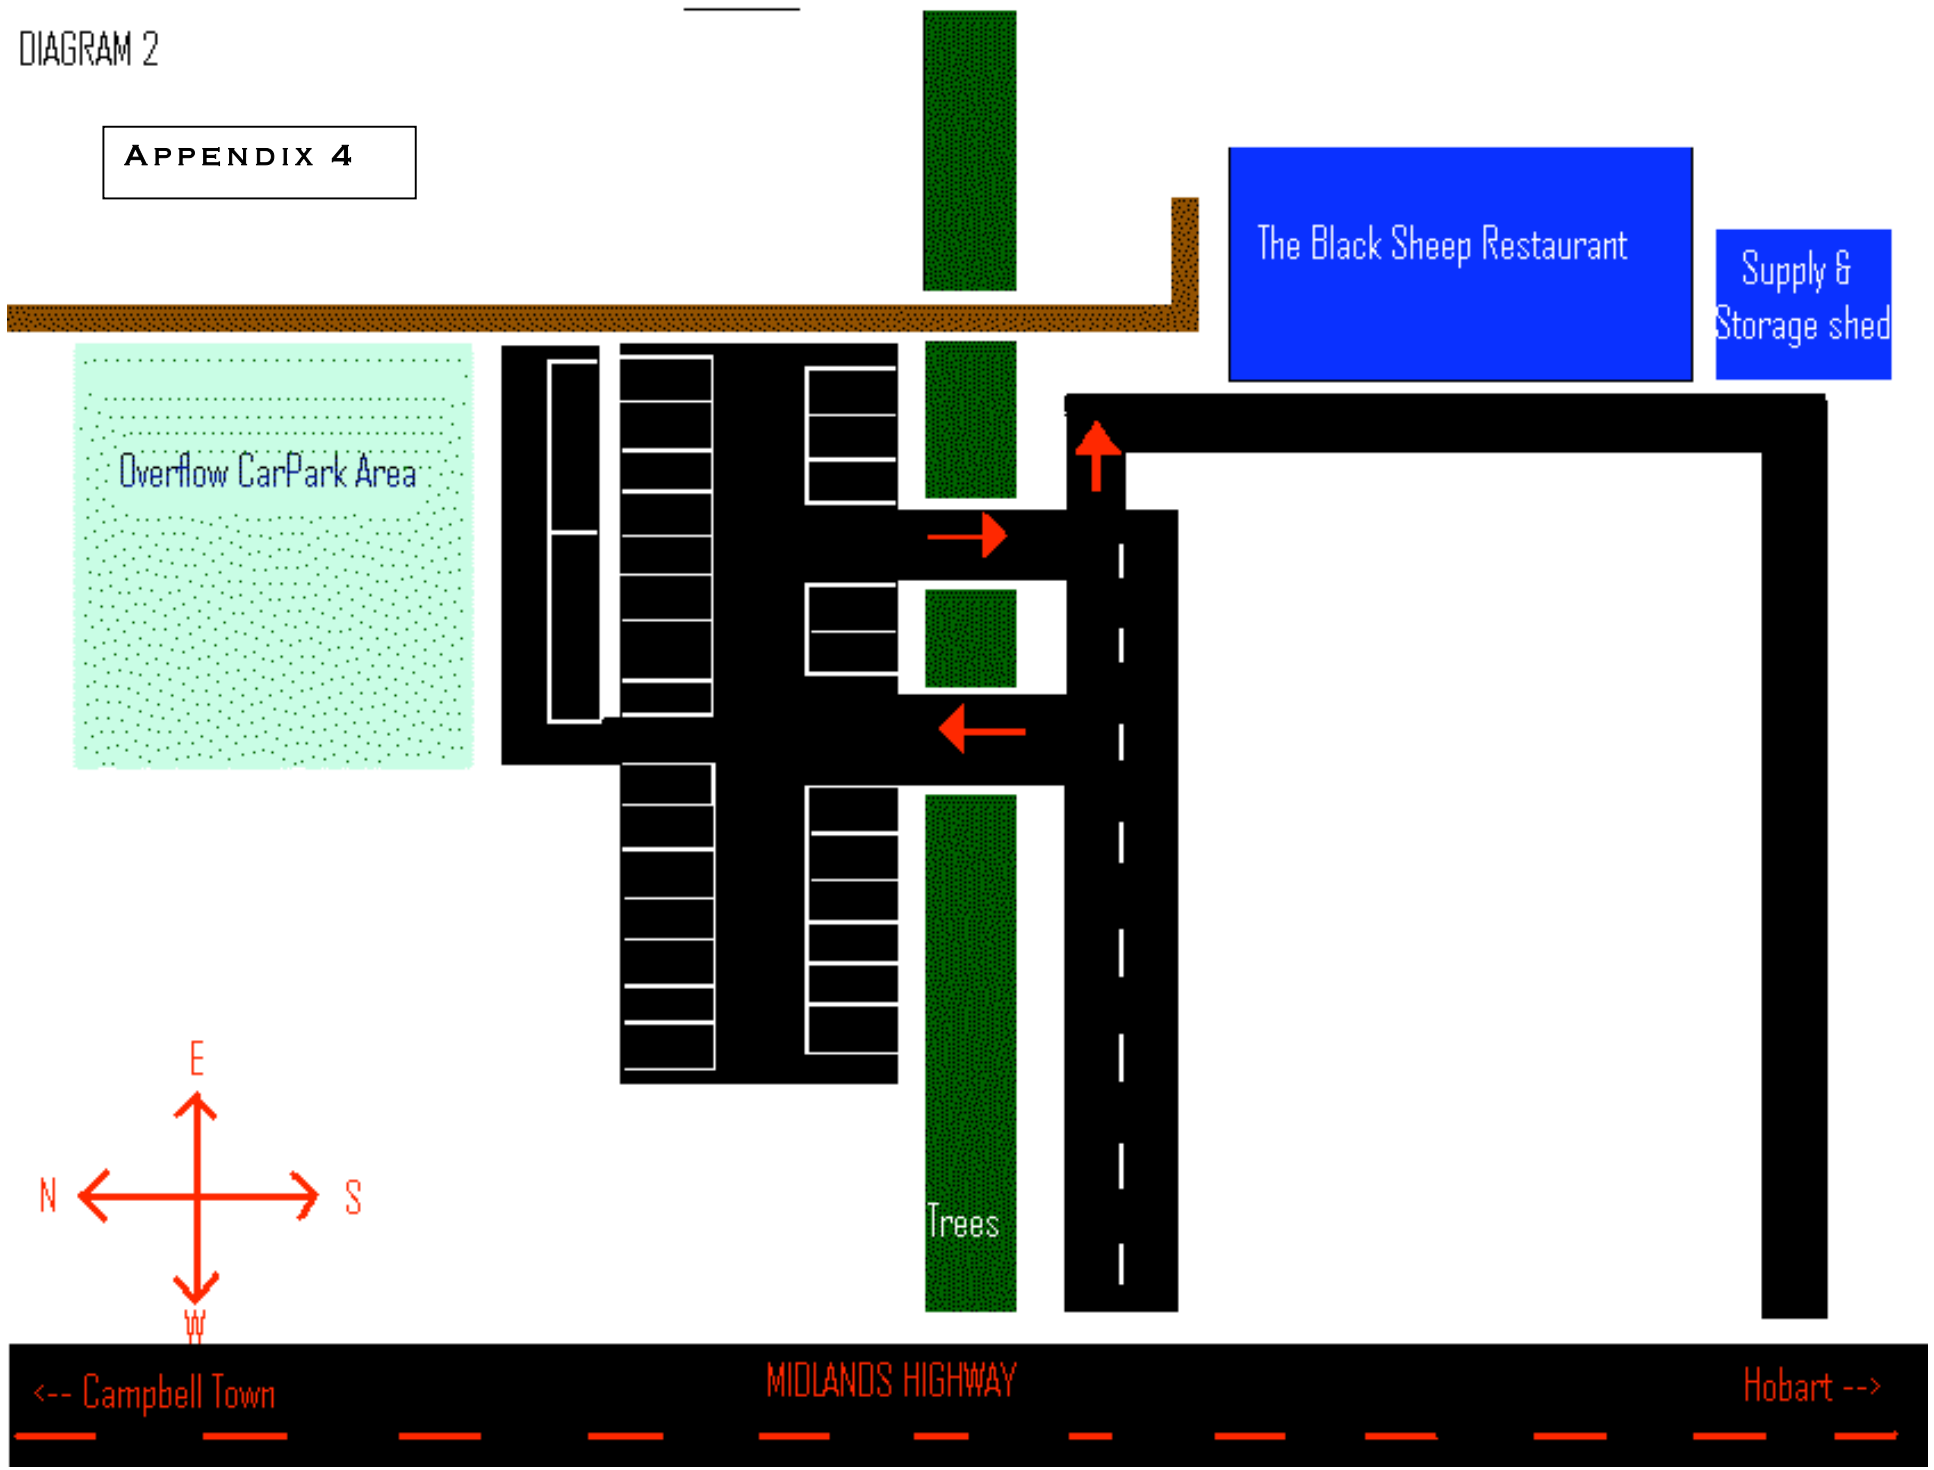 DIAGRAM 2
APPENDIX 4
The Black Sheep Restaurant
Supply &
Storage shed
Overflow CarPark Area
E
N
S
W
Trees
MIDLANDS HIGHWAY
<-- Campbell Town
Hobart -->